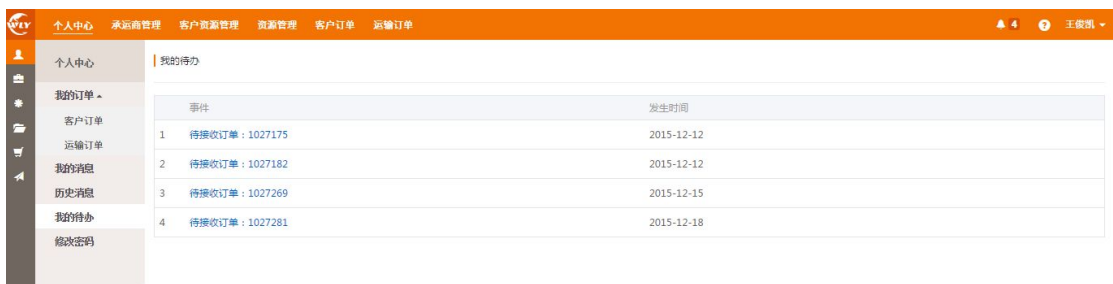 WLY 个人中心 承运商管理 客户资源管理 资源管理 客户订单 运输订单 4 王俊凯
个人中心
我的订单
客户订单
运输订单
我的消息
历史消息
我的待办
修改密码
我的待办
事件 发生时间
1 待接收订单：1027175 2015-12-12
2 待接收订单：1027182 2015-12-12
3 待接收订单：1027269 2015-12-15
4 待接收订单：1027281 2015-12-18